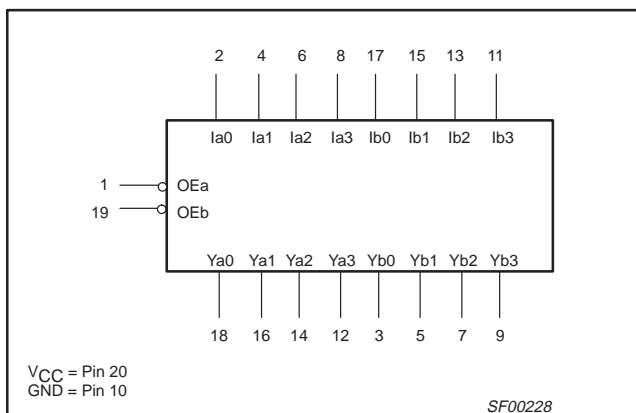 2 4 6 8 17 15 13 11
Ia0 Ia1 Ia2 Ia3 Ib0 Ib1 Ib2 Ib3
1 OEa
19 OEb
Ya0 Ya1 Ya2 Ya3 Yb0 Yb1 Yb2 Yb3
18 16 14 12 3 5 7 9
VCC = Pin 20
GND = Pin 10
SF00228